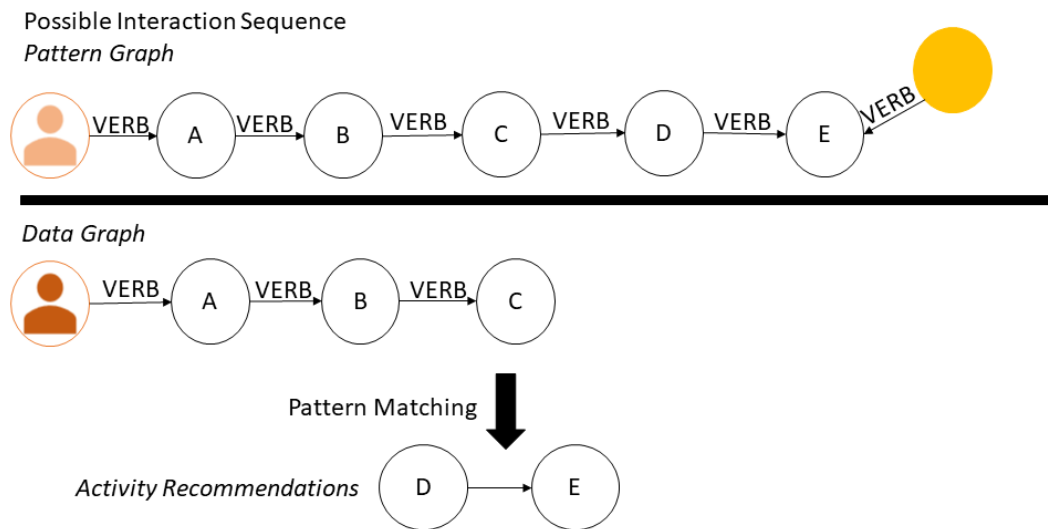 Possible Interaction Sequence
Pattern Graph
VERB A VERB B VERB C VERB D VERB E VERB
Data Graph
VERB A VERB B VERB C
Pattern Matching
Activity Recommendations D E